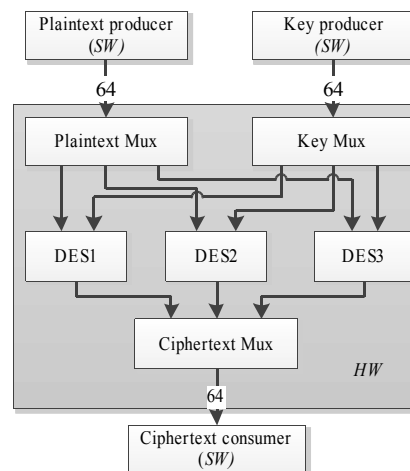 Plaintext producer
(SW)
Key producer
(SW)
64
64
Plaintext Mux
Key Mux
DES1
DES2
DES3
Ciphertext Mux
HW
64
Ciphertext consumer
(SW)